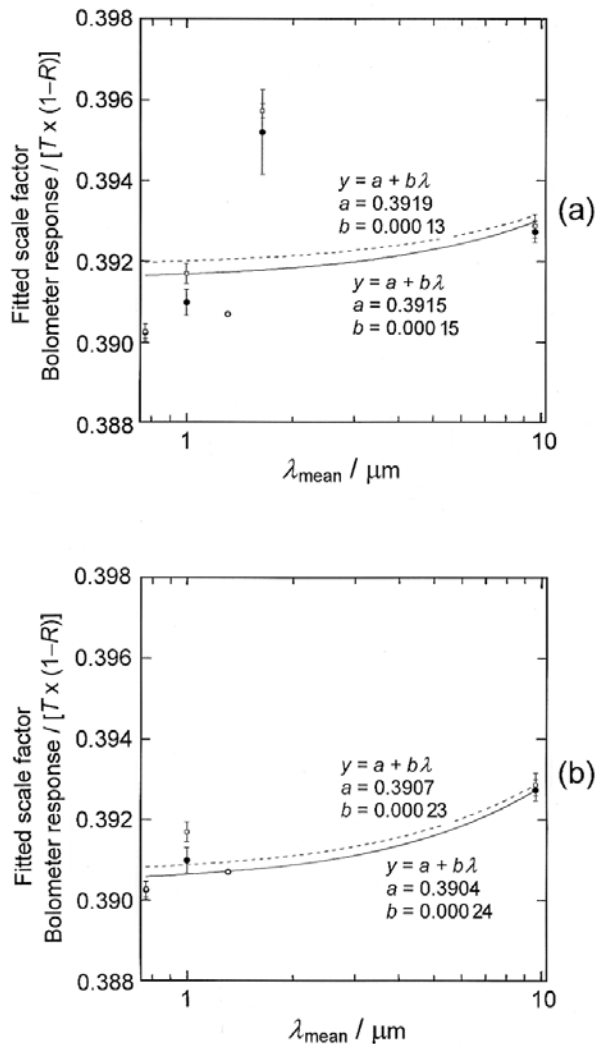 0.398
0.396
0.394
0.392
0.390
0.388
Fitted scale factor
Bolometer response / [T x (1–R)]
y = a + bλ
a = 0.3919
b = 0.000 13
y = a + bλ
a = 0.3915
b = 0.000 15
(a)
1
10
λmean / μm
0.398
0.396
0.394
0.392
0.390
0.388
Fitted scale factor
Bolometer response / [T x (1–R)]
y = a + bλ
a = 0.3907
b = 0.000 23
y = a + bλ
a = 0.3904
b = 0.000 24
(b)
1
10
λmean / μm